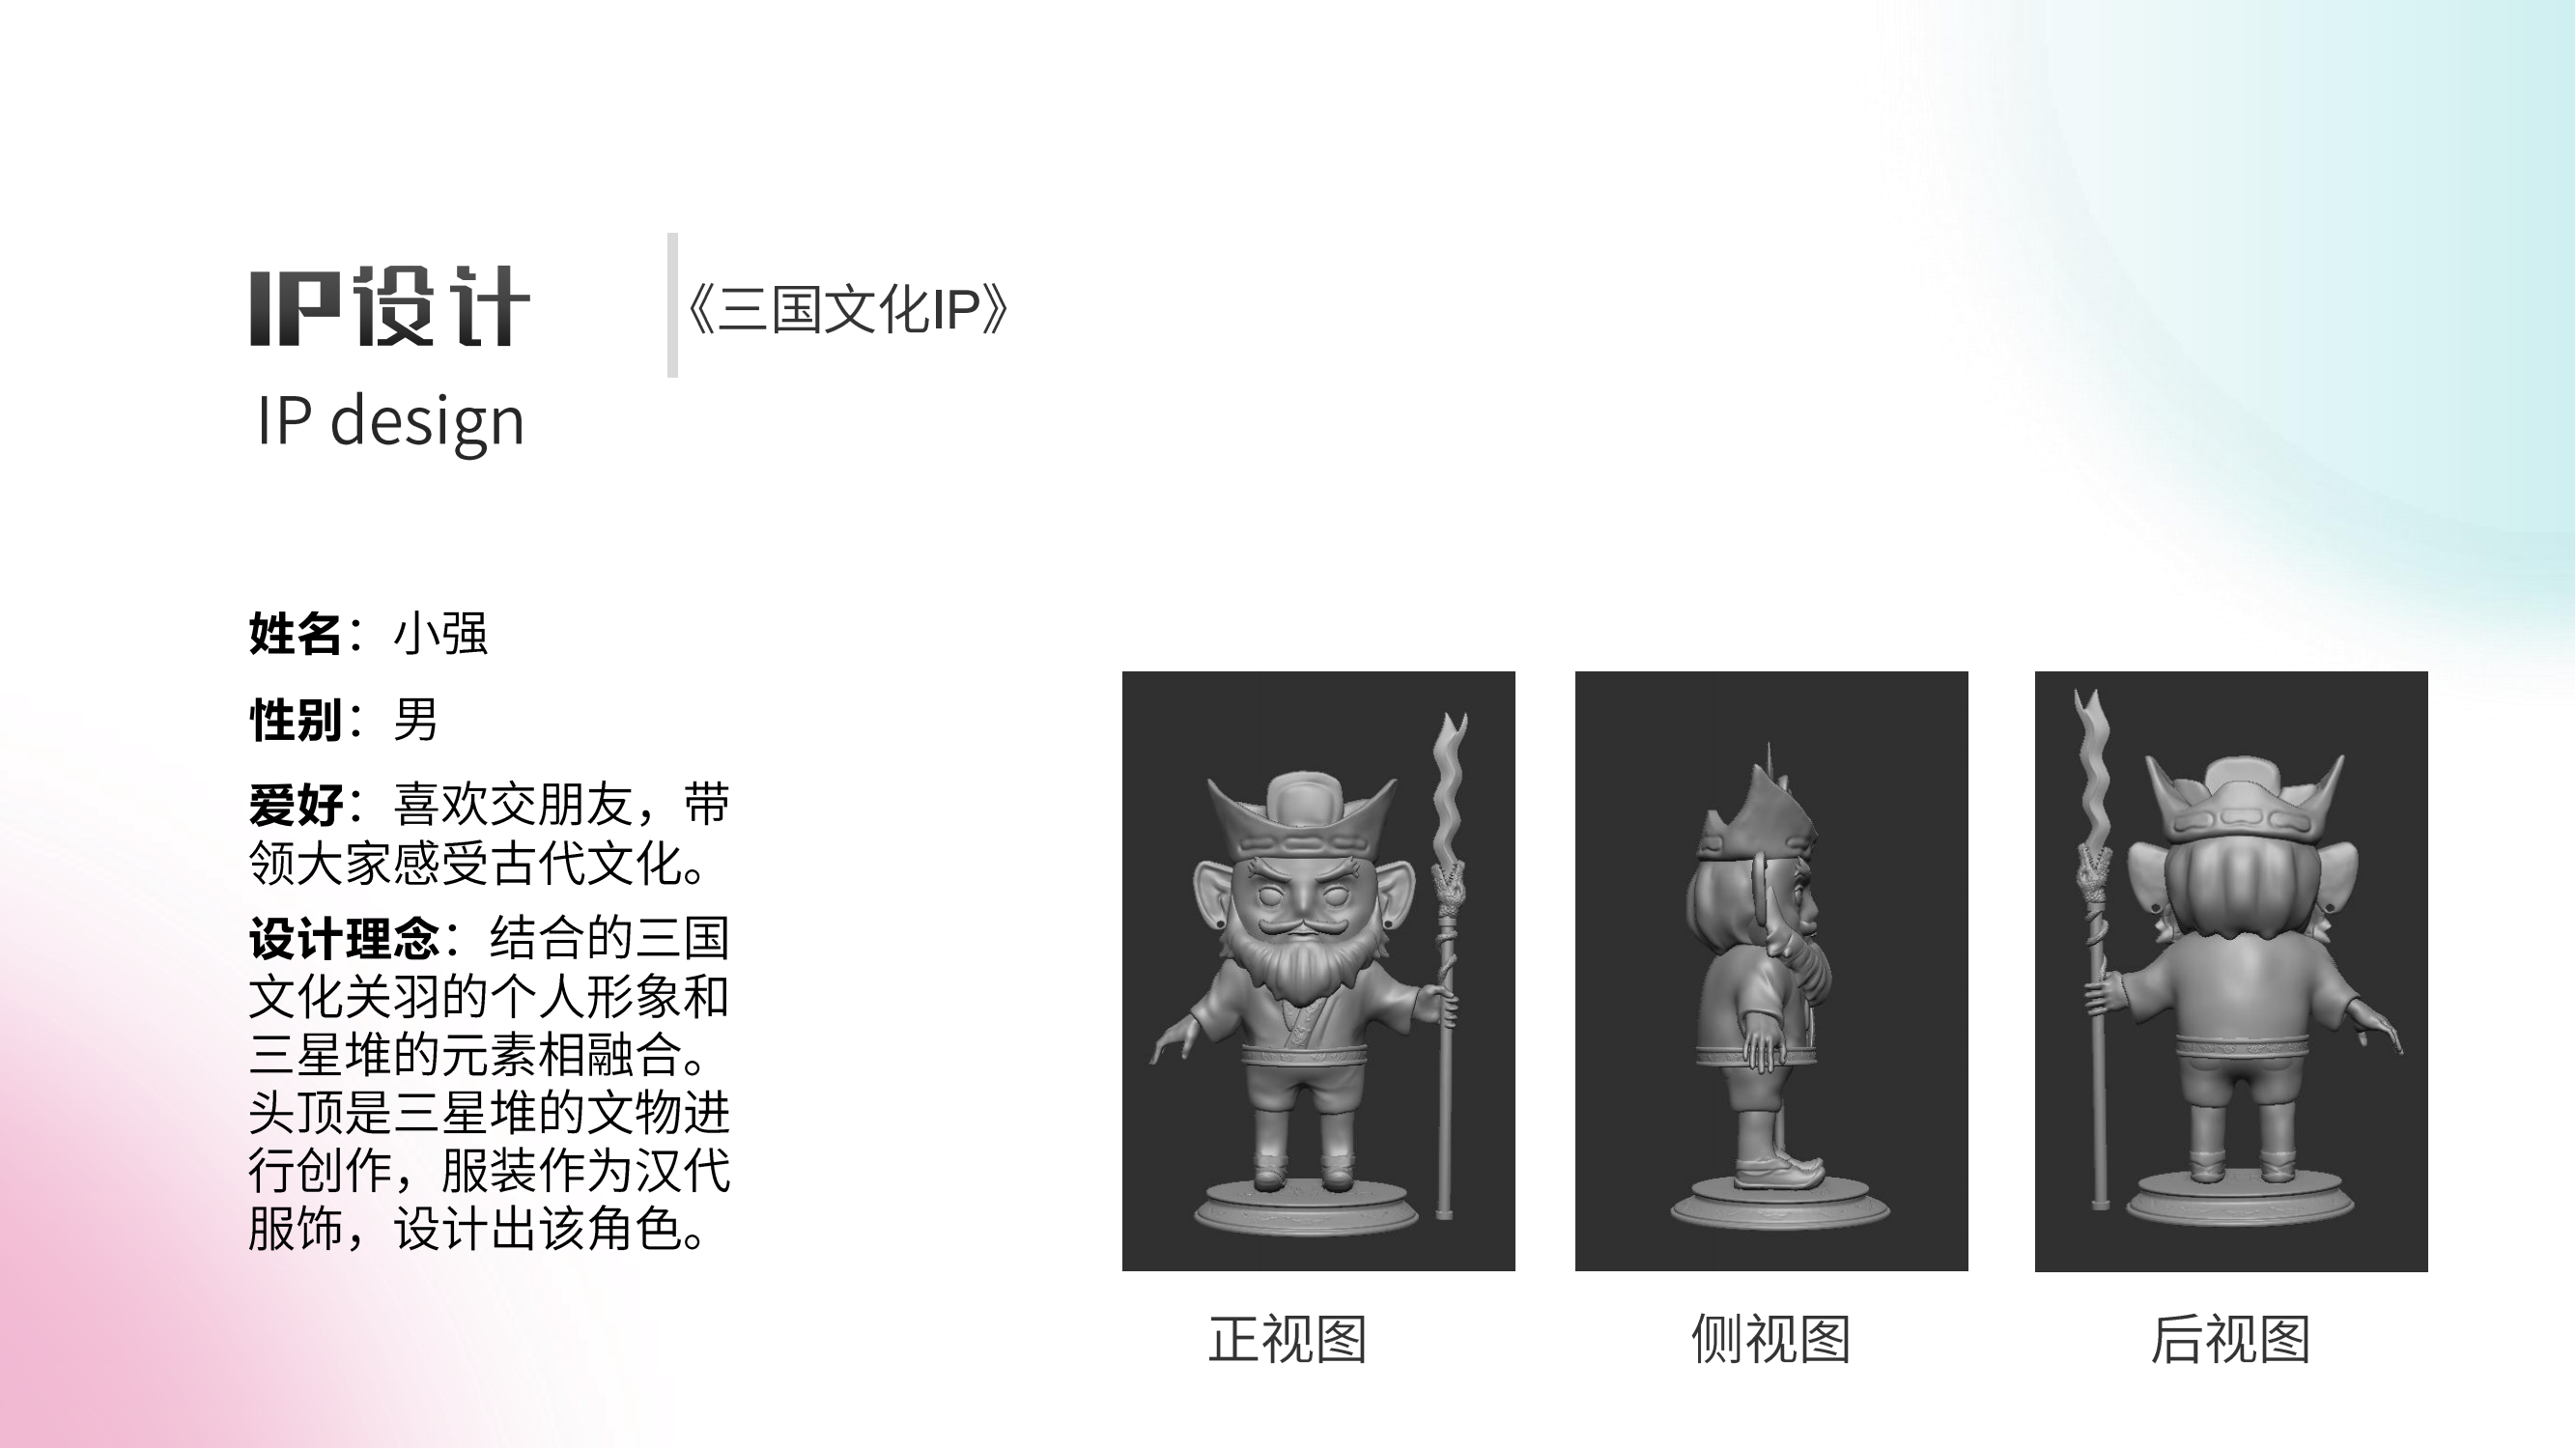 IP设计
《三国文化IP》
IP design
姓名：小强
性别：男
爱好：喜欢交朋友，带
领大家感受古代文化。
设计理念：结合的三国
文化关羽的个人形象和
三星堆的元素相融合。
头顶是三星堆的文物进
行创作，服装作为汉代
服饰，设计出该角色。
正视图
侧视图
后视图